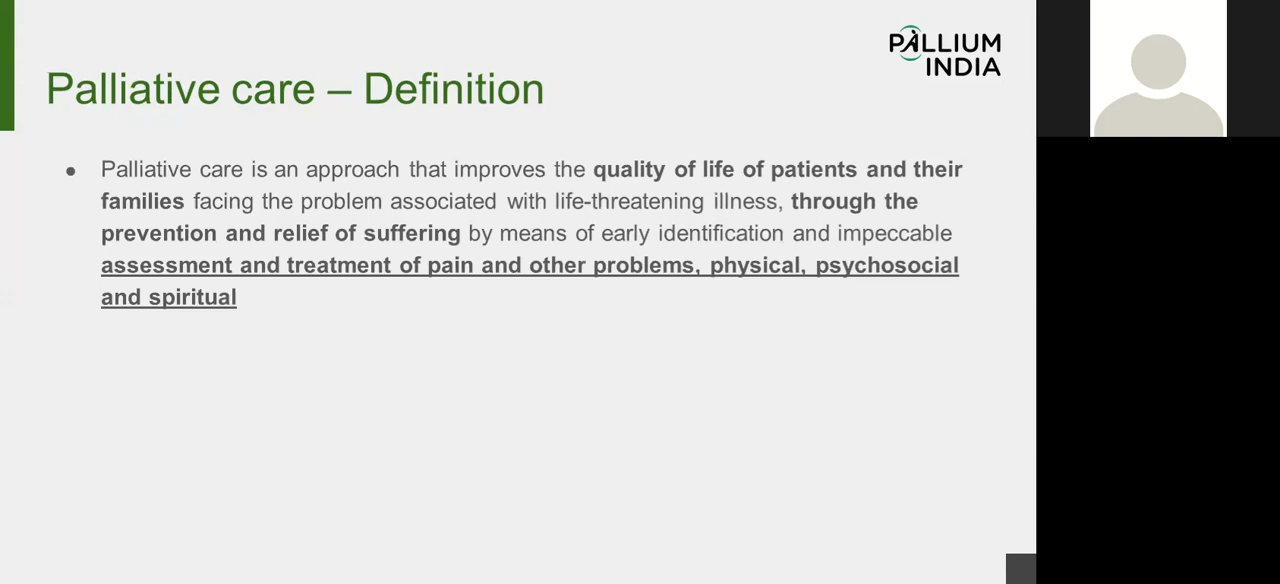 PALLIUM
INDIA
Palliative care – Definition
● Palliative care is an approach that improves the quality of life of patients and their
families facing the problem associated with life-threatening illness, through the
prevention and relief of suffering by means of early identification and impeccable
assessment and treatment of pain and other problems, physical, psychosocial
and spiritual